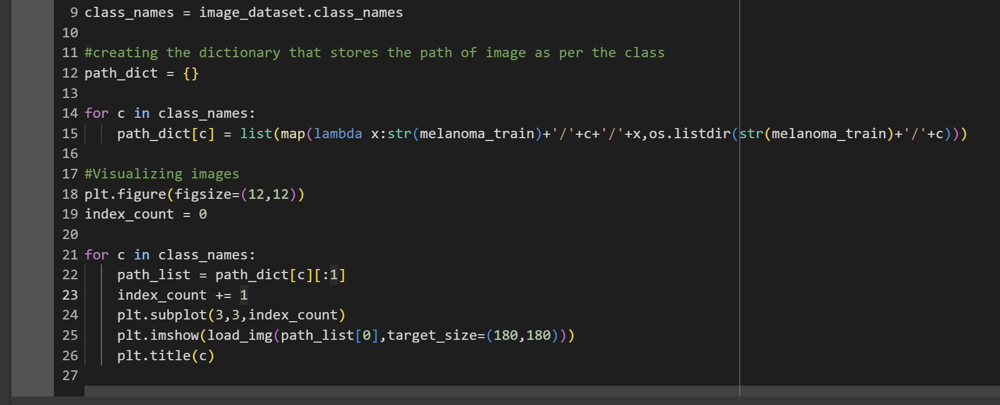 9 class_names = image_dataset.class_names
10
11 #creating the dictionary that stores the path of image as per the class
12 path_dict = {}
13
14 for c in class_names:
15     path_dict[c] = list(map(lambda x:str(melanoma_train)+'/'+c+'/'+x,os.listdir(str(melanoma_train)+'/'+c)))
16
17 #Visualizing images
18 plt.figure(figsize=(12,12))
19 index_count = 0
20
21 for c in class_names:
22     path_list = path_dict[c][:1]
23     index_count += 1
24     plt.subplot(3,3,index_count)
25     plt.imshow(load_img(path_list[0],target_size=(180,180)))
26     plt.title(c)
27